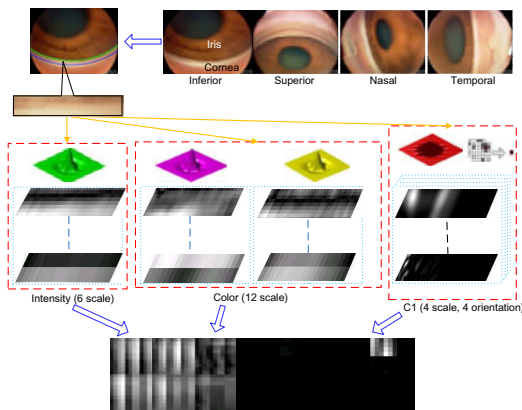 Iris
Cornea
Inferior
Superior
Nasal
Temporal
Intensity (6 scale)
Color (12 scale)
C1 (4 scale, 4 orientation)